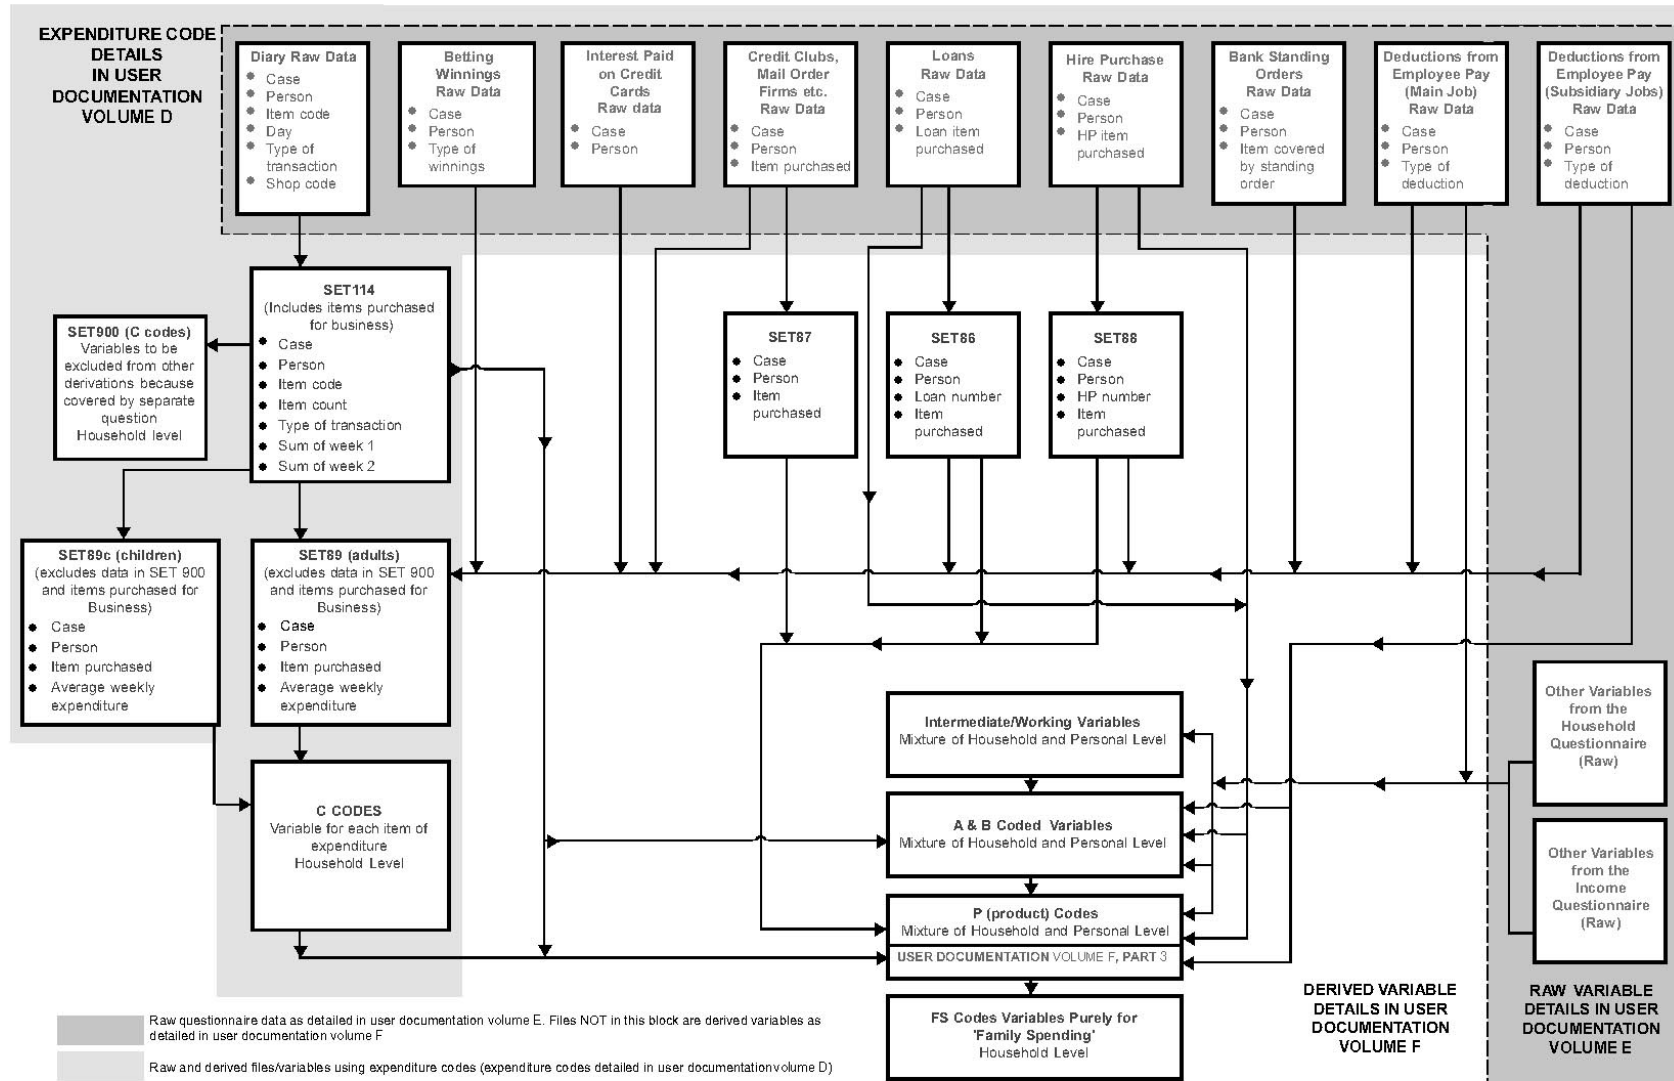 EXPENDITURE CODE
DETAILS
IN USER
DOCUMENTATION
VOLUME D
Diary Raw Data
Case
Person
Item code
Day
Type of
transaction
Shop code
Betting
Winnings
Raw Data
Case
Person
Type of
winnings
Interest Paid
on Credit
Cards
Raw data
Case
Person
Credit Clubs,
Mail Order
Firms etc.
Raw Data
Case
Person
Item purchased
Loans
Raw Data
Case
Person
Loan item
purchased
Hire Purchase
Raw Data
Case
Person
HP item
purchased
Bank Standing
Orders
Raw Data
Case
Person
Item covered
by standing
order
Deductions from
Employee Pay
(Main Job)
Raw Data
Case
Person
Type of
deduction
Deductions from
Employee Pay
(Subsidiary Jobs)
Raw Data
Case
Person
Type of
deduction
SET114
(Includes items purchased
for business)
Case
Person
Item code
Item count
Type of transaction
Sum of week 1
Sum of week 2
SET900 (C codes)
Variables to be
excluded from other
derivations because
covered by separate
question
Household level
SET87
Case
Person
Item
purchased
SET86
Case
Person
Loan number
Item
purchased
SET88
Case
Person
HP number
Item
purchased
SET89c (children)
(excludes data in SET 900
and items purchased for
Business)
Case
Person
Item purchased
Average weekly
expenditure
SET89 (adults)
(excludes data in SET 900
and items purchased for
Business)
Case
Person
Item purchased
Average weekly
expenditure
C CODES
Variable for each item of
expenditure
Household Level
Intermediate/Working Variables
Mixture of Household and Personal Level
A & B Coded Variables
Mixture of Household and Personal Level
P (product) Codes
Mixture of Household and Personal Level
USER DOCUMENTATION VOLUME F, PART 3
FS Codes Variables Purely for
'Family Spending'
Household Level
Other Variables
from the
Household
Questionnaire
(Raw)
Other Variables
from the
Income
Questionnaire
(Raw)
DERIVED VARIABLE
DETAILS IN USER
DOCUMENTATION
VOLUME F
RAW VARIABLE
DETAILS IN USER
DOCUMENTATION
VOLUME E
Raw questionnaire data as detailed in user documentation volume E. Files NOT in this block are derived variables as
detailed in user documentation volume F
Raw and derived files/variables using expenditure codes (expenditure codes detailed in user documentationvolume D)